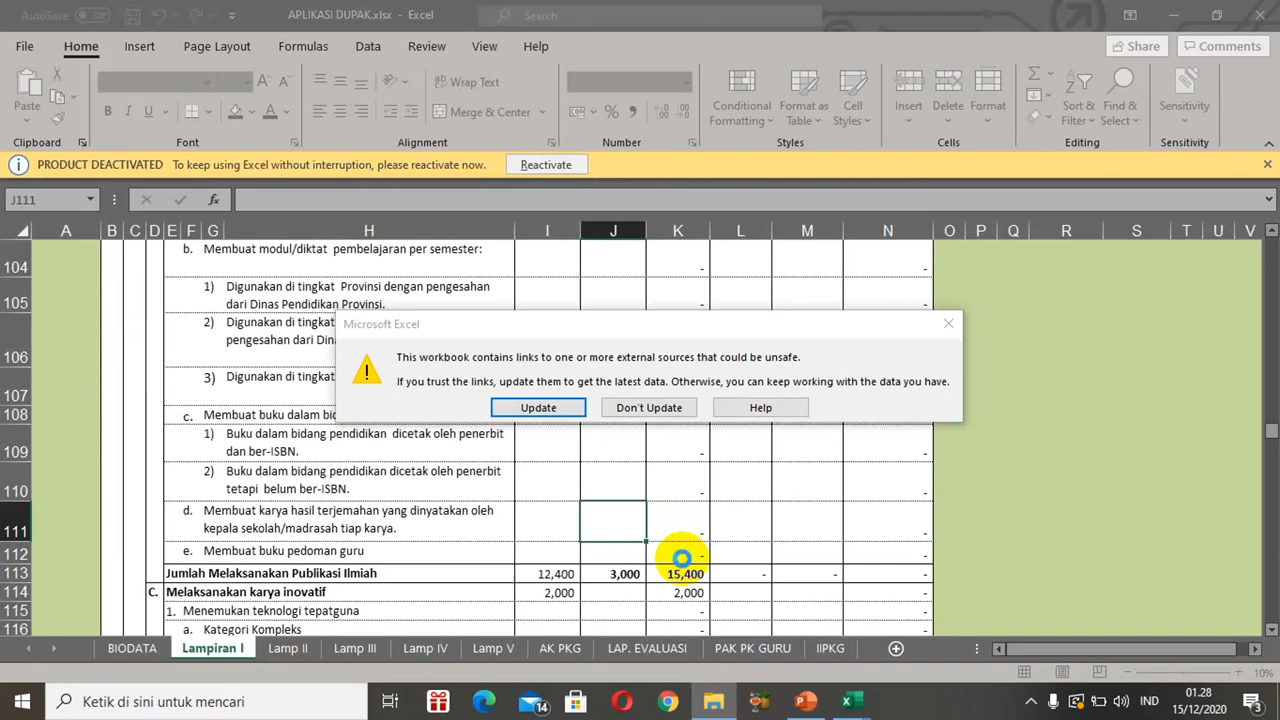 AutoSave Off APLIKASI DUPAK.xlsx - Excel Search
File Home Insert Page Layout Formulas Data Review View Help Share Comments
Paste B I U A A A Wrap Text Merge & Center % Conditional Formatting Format as Table Cell Styles Insert Delete Format Sort & Filter Find & Select Sensitivity
Clipboard Font Alignment Number Styles Cells Editing Sensitivity
PRODUCT DEACTIVATED To keep using Excel without interruption, please reactivate now. Reactivate
J111 fx
A B C D E F G H I J K L M N O P Q R S T U V
104 b. Membuat modul/diktat pembelajaran per semester: - -
105 1) Digunakan di tingkat Provinsi dengan pengesahan
dari Dinas Pendidikan Provinsi. - -
106 2) Digunakan di tingkat
pengesahan dari Din
107 3) Digunakan di tingkat
108 c. Membuat buku dalam bi
109 1) Buku dalam bidang pendidikan dicetak oleh penerbit
dan ber-ISBN. - -
110 2) Buku dalam bidang pendidikan dicetak oleh penerbit
tetapi belum ber-ISBN. - -
111 d. Membuat karya hasil terjemahan yang dinyatakan oleh
kepala sekolah/madrasah tiap karya. - -
112 e. Membuat buku pedoman guru - -
113 Jumlah Melaksanakan Publikasi Ilmiah 12,400 3,000 15,400 - - -
114 C. Melaksanakan karya inovatif 2,000 2,000 -
115 1. Menemukan teknologi tepatguna - -
116 a. Kategori Kompleks - -
Microsoft Excel
This workbook contains links to one or more external sources that could be unsafe.
If you trust the links, update them to get the latest data. Otherwise, you can keep working with the data you have.
Update Don't Update Help
BIODATA Lampiran I Lamp II Lamp III Lamp IV Lamp V AK PKG LAP. EVALUASI PAK PK GURU IIPKG
10%
Ketik di sini untuk mencari 14 IND 01.28
15/12/2020 3